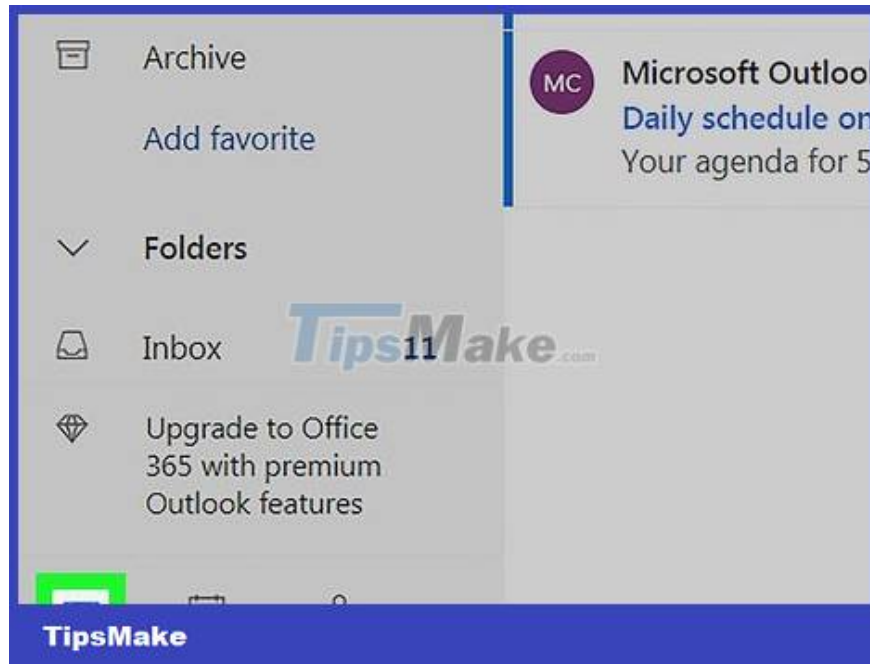 Archive
Add favorite
Folders
Inbox 11
Upgrade to Office
365 with premium
Outlook features
MC
Microsoft Outlook
Daily schedule on
Your agenda for 5
TipsMake.com
TipsMake